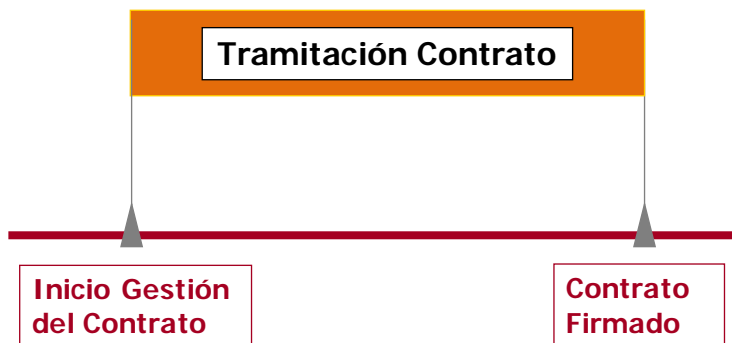 Tramitación Contrato
Inicio Gestión
del Contrato
Contrato
Firmado